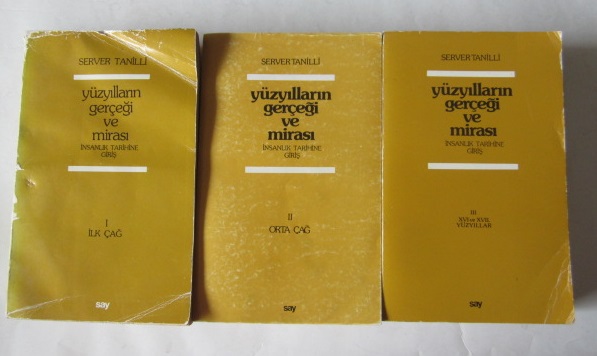 SERVER TANİLLİ
yüzyılların
gerçeği
ve
mirası
İNSANLIK TARİHİNE
GİRİŞ
I
İLK ÇAĞ
say
SERVER TANİLLİ
yüzyılların
gerçeği
ve
mirası
İNSANLIK TARİHİNE
GİRİŞ
II
ORTA ÇAĞ
say
SERVER TANİLLİ
yüzyılların
gerçeği
ve
mirası
İNSANLIK TARİHİNE
GİRİŞ
III
XVI ve XVII.
YÜZYILLAR
say